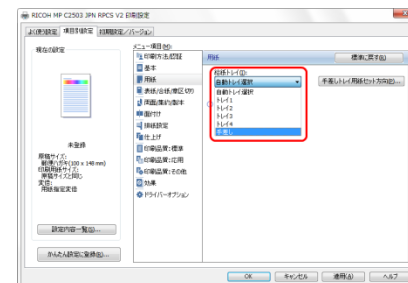 RICOH MP C2503 JPN RPCS V2 印刷設定
よく使う設定 項目別設定 初期設定/バージョン
現在の設定
メニュー項目(M):
印刷方法/認証
基本
用紙
表紙/合紙/章区切り
両面/集約/製本
面付け
排紙設定
仕上げ
印刷品質:標準
印刷品質:応用
印刷品質:その他
効果
ドライバーオプション
用紙
標準に戻す(S)
給紙トレイ(I):
自動トレイ選択
手差しトレイ用紙セット方向(Z)...
自動トレイ選択
トレイ1
トレイ2
トレイ3
トレイ4
手差し
未登録
原稿サイズ:
郵便ハガキ(100 x 148 mm)
印刷用紙サイズ:
原稿サイズと同じ
変倍:
用紙指定変倍
設定内容一覧(L)...
かんたん設定に登録(R)...
OK キャンセル 適用(A) ヘルプ